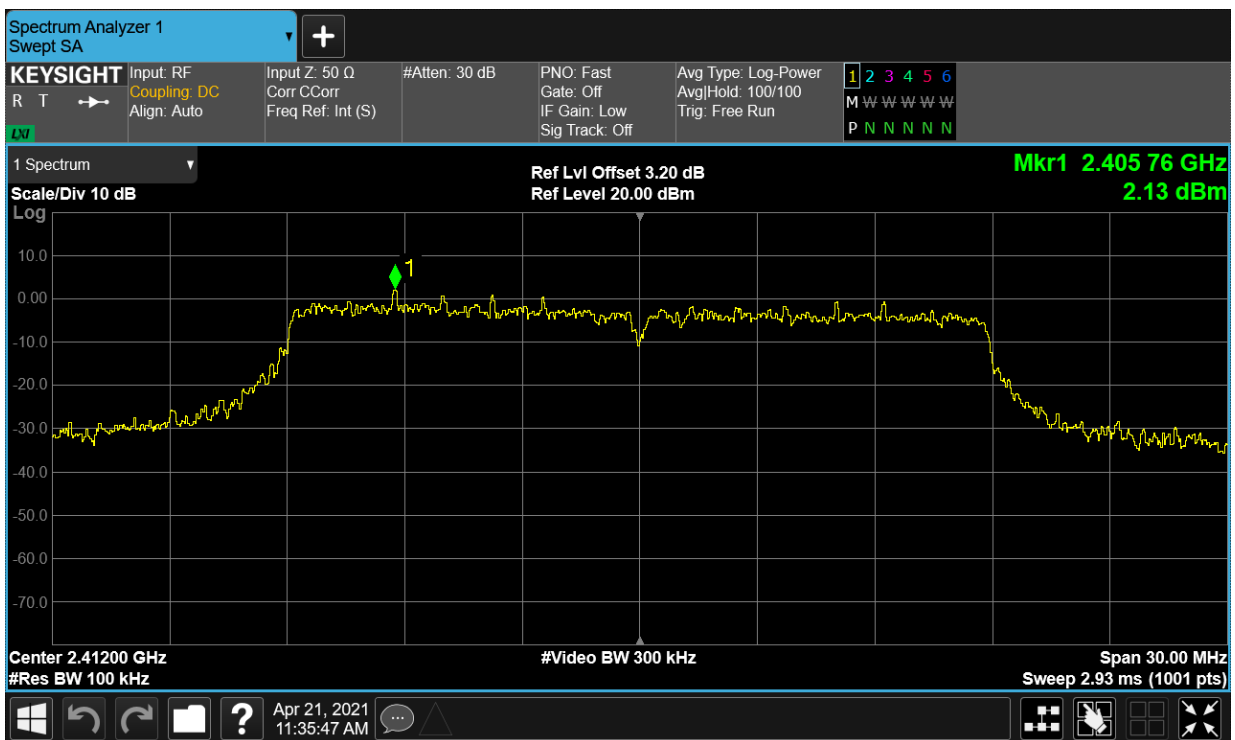 Spectrum Analyzer 1
Swept SA
▼
+
KEYSIGHT
R T
LXI
Input: RF
Coupling: DC
Align: Auto
Input Z: 50 Ω
Corr CCorr
Freq Ref: Int (S)
#Atten: 30 dB
PNO: Fast
Gate: Off
IF Gain: Low
Sig Track: Off
Avg Type: Log-Power
Avg|Hold: 100/100
Trig: Free Run
1 2 3 4 5 6
M W W W W W
P N N N N N
1 Spectrum ▼
Scale/Div 10 dB
Log
Ref Lvl Offset 3.20 dB
Ref Level 20.00 dBm
Mkr1 2.405 76 GHz
2.13 dBm
1
10.0
0.00
-10.0
-20.0
-30.0
-40.0
-50.0
-60.0
-70.0
Center 2.41200 GHz
#Res BW 100 kHz
#Video BW 300 kHz
Span 30.00 MHz
Sweep 2.93 ms (1001 pts)
?
Apr 21, 2021
11:35:47 AM